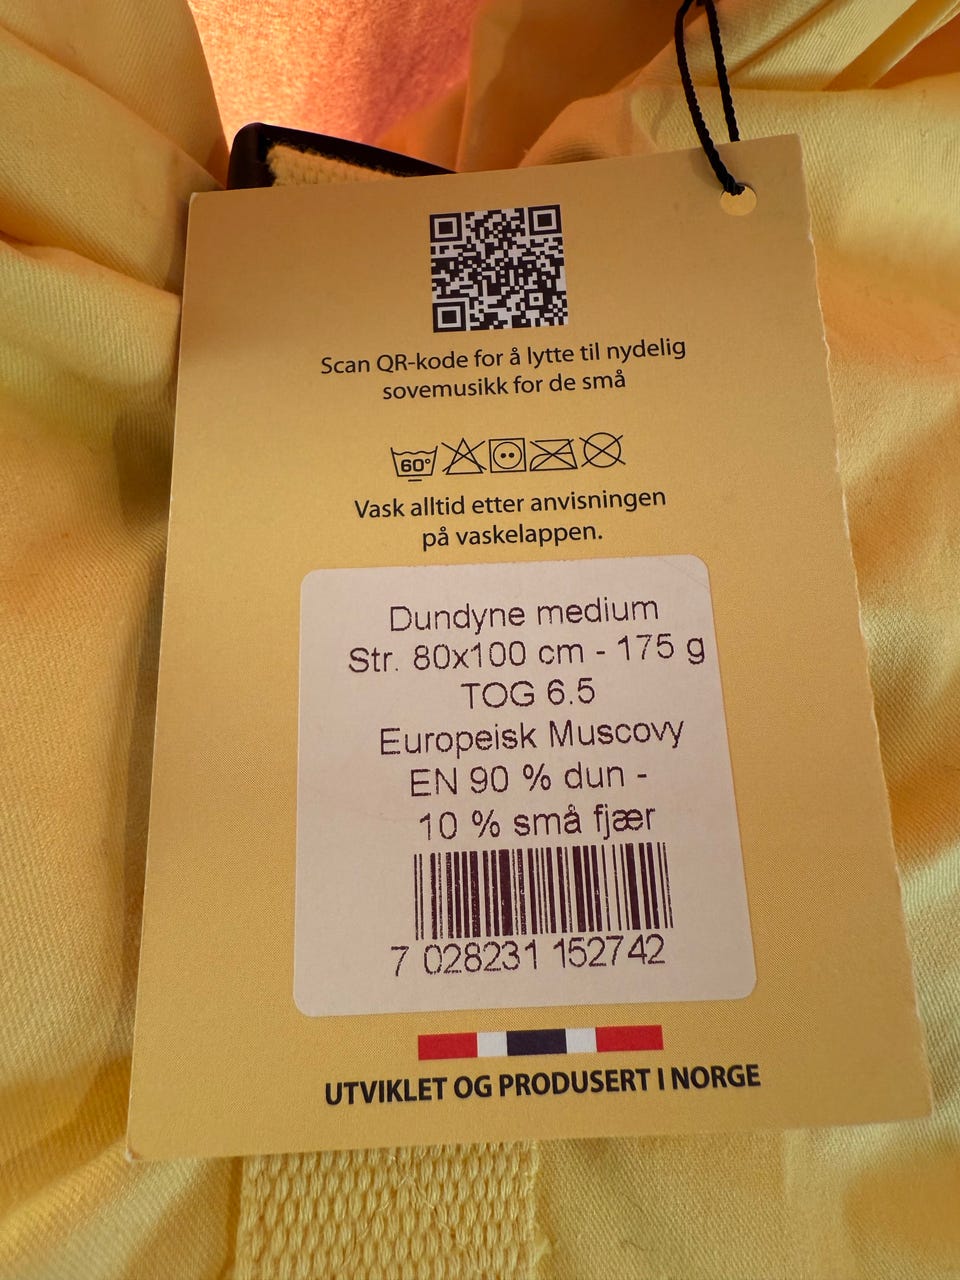 Scan QR-kode for å lytte til nydelig
sovemusikk for de små
60°
Vask alltid etter anvisningen
på vaskelappen.
Dundyne medium
Str. 80x100 cm - 175 g
TOG 6.5
Europeisk Muscovy
EN 90 % dun -
10 % små fjær
7 028231 152742
UTVIKLET OG PRODUSERT I NORGE